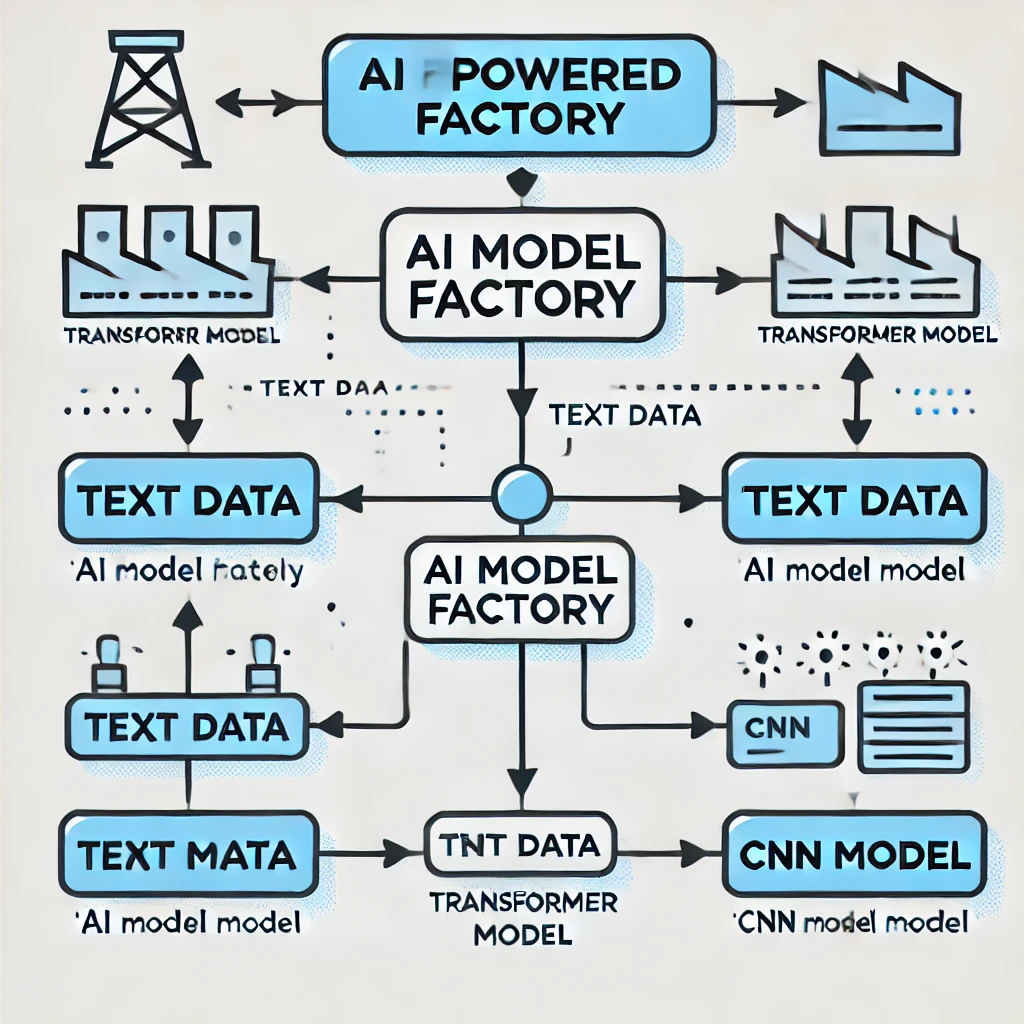 AI POWERED
FACTORY
AI MODEL
FACTORY
TRANSFORER MODEL
TRANSFORMER MODEL
TEXT DAA
TEXT DATA
TEXT DATA
TEXT DATA
'AI model
'AI model model
AI MODEL
FACTORY
TEXT DATA
CNN
TEXT MATA
TNT DATA
CNN MODEL
'AI model model
TRANSFORMER
MODEL
'CNN model model